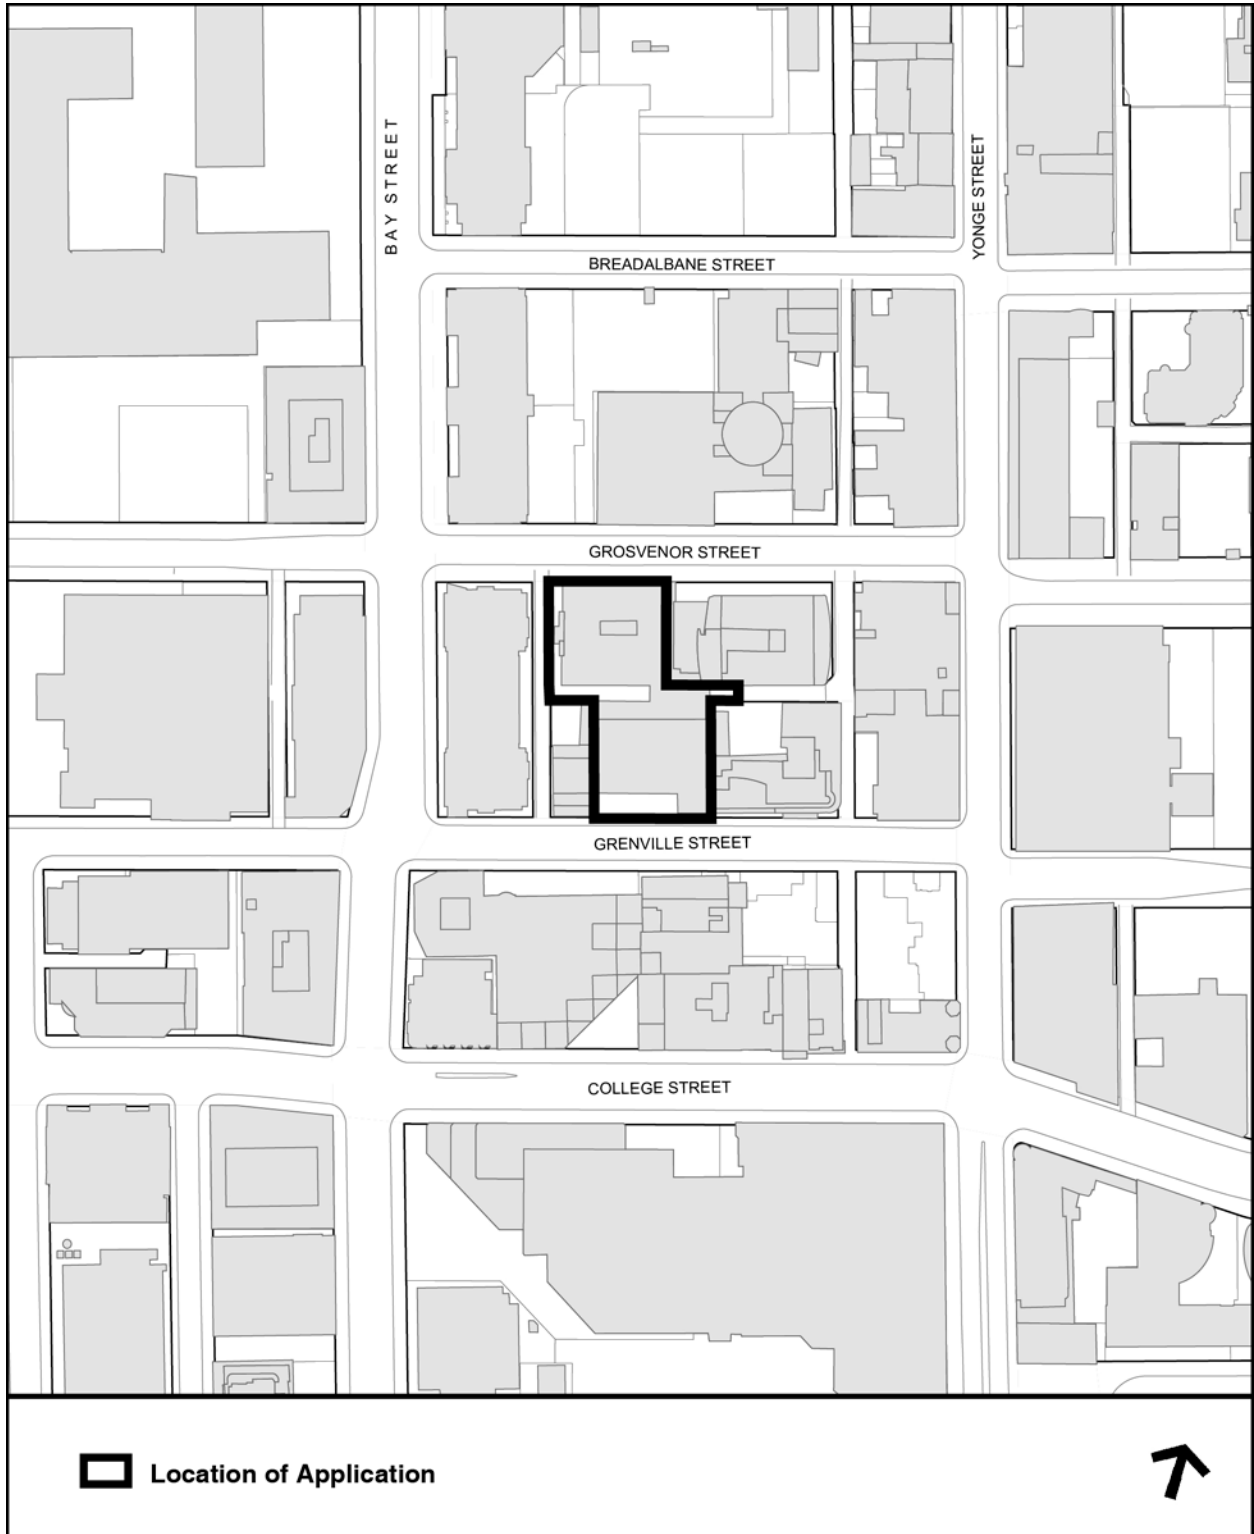 BAY STREET
YONGE STREET
BREADALBANE STREET
GROSVENOR STREET
GRENVILLE STREET
COLLEGE STREET
Location of Application